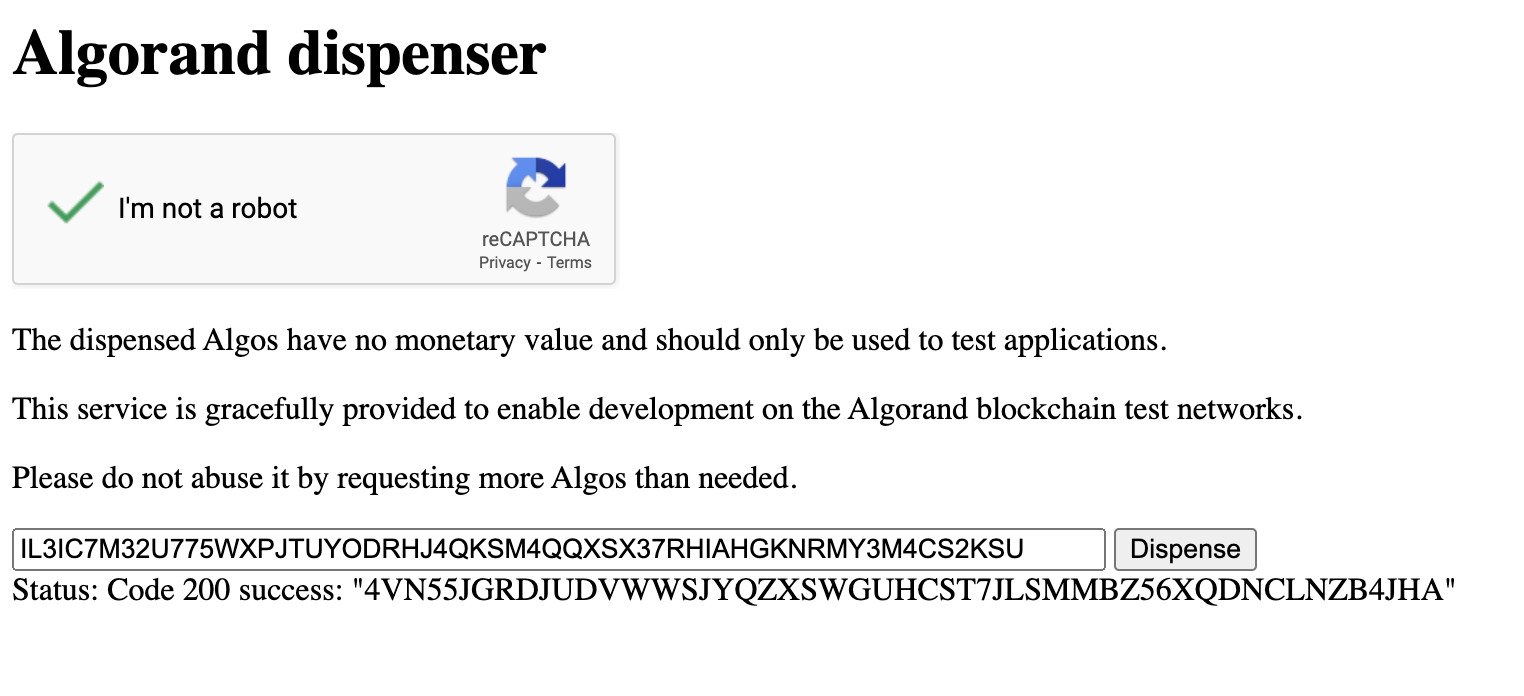 Algorand dispenser
I'm not a robot
reCAPTCHA
Privacy - Terms
The dispensed Algos have no monetary value and should only be used to test applications.
This service is gracefully provided to enable development on the Algorand blockchain test networks.
Please do not abuse it by requesting more Algos than needed.
IL3IC7M32U775WXPJTUYODRHJ4QKSM4QQXSX37RHIAHGKNRMY3M4CS2KSU Dispense
Status: Code 200 success: "4VN55JGRDJUDVWWSJYQZXSWGUHCST7JLSMMBZ56XQDNCLNZB4JHA"